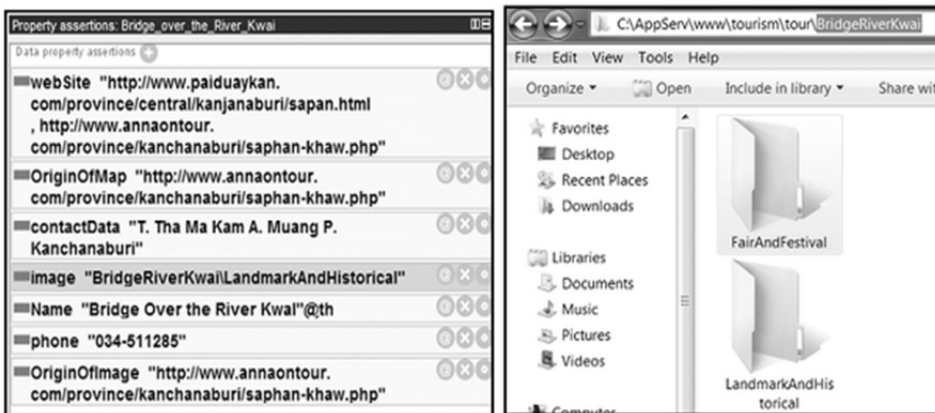 Property assertions: Bridge_over_the_River_Kwai
Data property assertions
webSite "http://www.paiduaykan.
com/province/central/kanjanaburi/sapan.html
, http://www.annaontour.
com/province/kanchanaburi/saphan-khaw.php"
OriginOfMap "http://www.annaontour.
com/province/kanchanaburi/saphan-khaw.php"
contactData "T. Tha Ma Kam A. Muang P.
Kanchanaburi"
image "BridgeRiverKwai\LandmarkAndHistorical"
Name "Bridge Over the River Kwai"@th
phone "034-511285"
OriginOfImage "http://www.annaontour.
com/province/kanchanaburi/saphan-khaw.php"
C:\AppServ\www\tourism\tour\BridgeRiverKwai
File Edit View Tools Help
Organize Open Include in library Share wit
Favorites
Desktop
Recent Places
Downloads
Libraries
Documents
Music
Pictures
Videos
Computer
FairAndFestival
LandmarkAndHis
torical